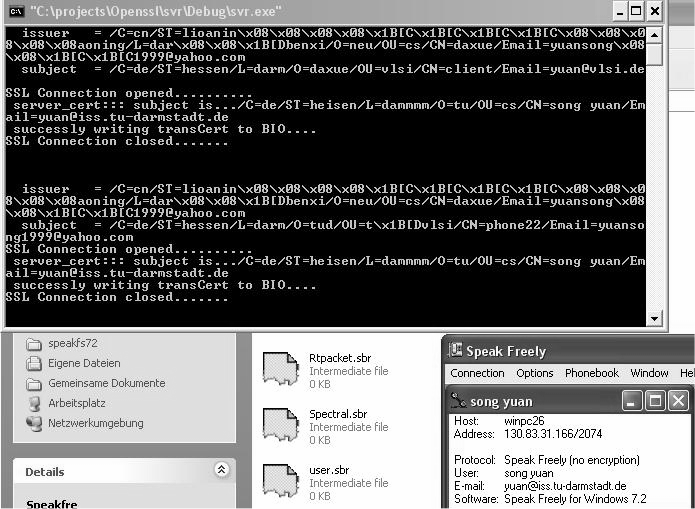 "C:\projects\Openssl\svr\Debug\svr.exe"
issuer = /C=cn/ST=lioanin\x08\x08\x08\x08\x1B[C\x1B[C\x1B[C\x1B[C\x08\x0
8\x08\x08aoning/L=dar\x08\x1B[Dbenxi/O=neu/OU=cs/CN=daxue/Email=yuansong\x08
\x08\x1B[C\x1B[C1999@yahoo.com
subject = /C=de/ST=hessen/L=darm/O=daxue/OU=vlsi/CN=client/Email=yuan@vlsi.de
SSL Connection opened..........
server_cert::: subject is.../C=de/ST=heisen/L=dammmm/O=tu/OU=cs/CN=song yuan/Em
ail=yuan@iss.tu-darmstadt.de
successly writing transCert to BIO....
SSL Connection closed.......
issuer = /C=cn/ST=lioanin\x08\x08\x08\x08\x1B[C\x1B[C\x1B[C\x1B[C\x08\x0
8\x08\x08aoning/L=dar\x08\x1B[Dbenxi/O=neu/OU=cs/CN=daxue/Email=yuansong\x08
\x08\x1B[C\x1B[C1999@yahoo.com
subject = /C=de/ST=hessen/L=darm/O=tud/OU=t\x1B[Dvlsi/CN=phone22/Email=yuanso
ng1999@yahoo.com
SSL Connection opened..........
server_cert::: subject is.../C=de/ST=heisen/L=dammmm/O=tu/OU=cs/CN=song yuan/Em
ail=yuan@iss.tu-darmstadt.de
successly writing transCert to BIO....
SSL Connection closed.......
speakfs72
Eigene Dateien
Gemeinsame Dokumente
Arbeitsplatz
Netzwerkumgebung
Details
Speakfre
Rtpacket.sbr
Intermediate file
0 KB
Spectral.sbr
Intermediate file
0 KB
user.sbr
Intermediate file
0 KB
Speak Freely
Connection Options Phonebook Window Hel
song yuan
Host: winpc26
Address: 130.83.31.166/2074
Protocol: Speak Freely (no encryption)
User: song yuan
E-mail: yuan@iss.tu-darmstadt.de
Software: Speak Freely for Windows 7.2